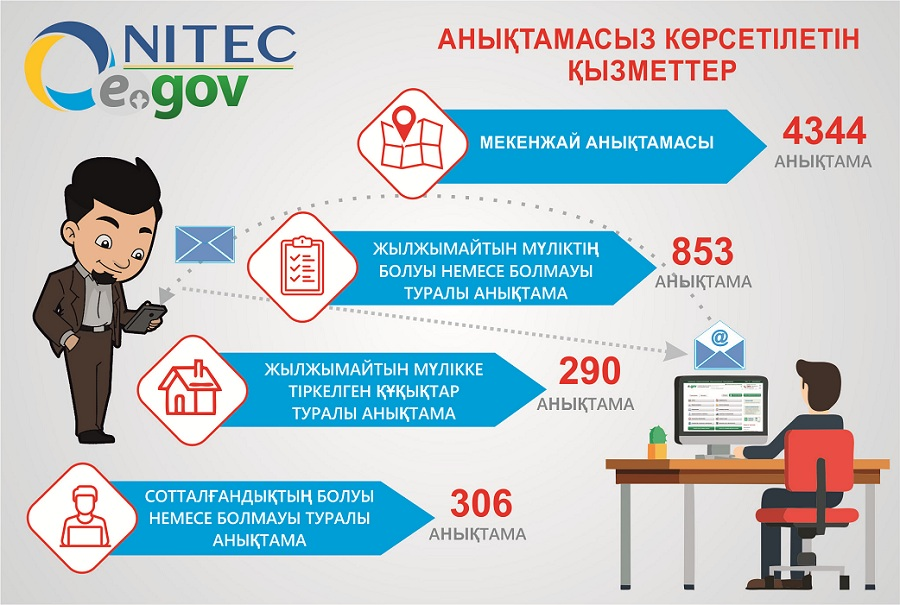 NITEC
e.gov
АНЫҚТАМАСЫЗ КӨРСЕТІЛЕТІН
ҚЫЗМЕТТЕР
МЕКЕНЖАЙ АНЫҚТАМАСЫ
4344
АНЫҚТАМА
ЖЫЛЖЫМАЙТЫН МҮЛІКТІҢ
БОЛУЫ НЕМЕСЕ БОЛМАУЫ
ТУРАЛЫ АНЫҚТАМА
853
АНЫҚТАМА
@
ЖЫЛЖЫМАЙТЫН МҮЛІККЕ
ТІРКЕЛГЕН ҚҰҚЫҚТАР
ТУРАЛЫ АНЫҚТАМА
290
АНЫҚТАМА
СОТТАЛҒАНДЫҚТЫҢ БОЛУЫ
НЕМЕСЕ БОЛМАУЫ ТУРАЛЫ
АНЫҚТАМА
306
АНЫҚТАМА